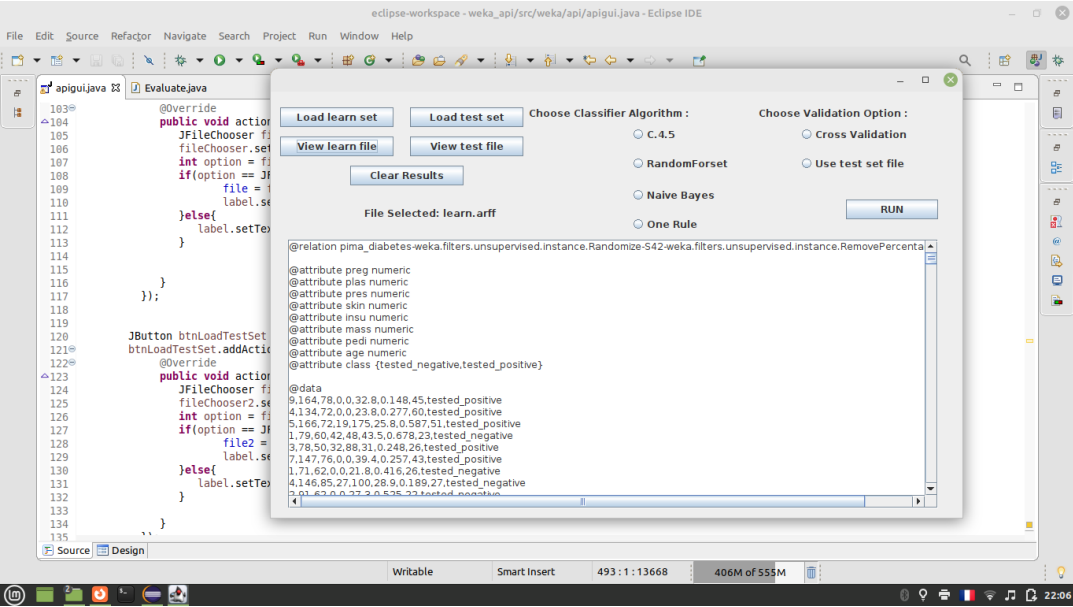 eclipse-workspace - weka_api/src/weka/api/apigui.java - Eclipse IDE
File Edit Source Refactor Navigate Search Project Run Window Help
apigui.java Evaluate.java
103 @Override
104 public void action
105 JFileChooser fi
106 fileChooser.set
107 int option = fi
108 if(option == JF
109 file = f
110 label.se
111 }else{
112 label.setTex
113 }
114
115
116 }
117 });
118
119
120 JButton btnLoadTestSet
121 btnLoadTestSet.addActio
122 @Override
123 public void action
124 JFileChooser fi
125 fileChooser2.se
126 int option = fi
127 if(option == JF
128 file2 =
129 label.se
130 }else{
131 label.setTex
132 }
133
134 }
135
Load learn set Load test set Choose Classifier Algorithm : Choose Validation Option :
C.4.5 Cross Validation
View learn file View test file
RandomForset Use test set file
Clear Results
Naive Bayes
RUN
File Selected: learn.arff
One Rule
@relation pima_diabetes-weka.filters.unsupervised.instance.Randomize-S42-weka.filters.unsupervised.instance.RemovePercenta
@attribute preg numeric
@attribute plas numeric
@attribute pres numeric
@attribute skin numeric
@attribute insu numeric
@attribute mass numeric
@attribute pedi numeric
@attribute age numeric
@attribute class {tested_negative,tested_positive}
@data
9,164,78,0,0,32.8,0.148,45,tested_positive
4,134,72,0,0,23.8,0.277,60,tested_positive
5,166,72,19,175,25.8,0.587,51,tested_positive
1,79,60,42,48,43.5,0.678,23,tested_negative
3,78,50,32,88,31,0.248,26,tested_positive
7,147,76,0,0,39.4,0.257,43,tested_positive
1,71,62,0,0,21.8,0.416,26,tested_negative
4,146,85,27,100,28.9,0.189,27,tested_negative
2,91,62,0,0,27.3,0.525,22,tested_negative
Source Design
Writable Smart Insert 493 : 1 : 13668 406M of 555M
22:06